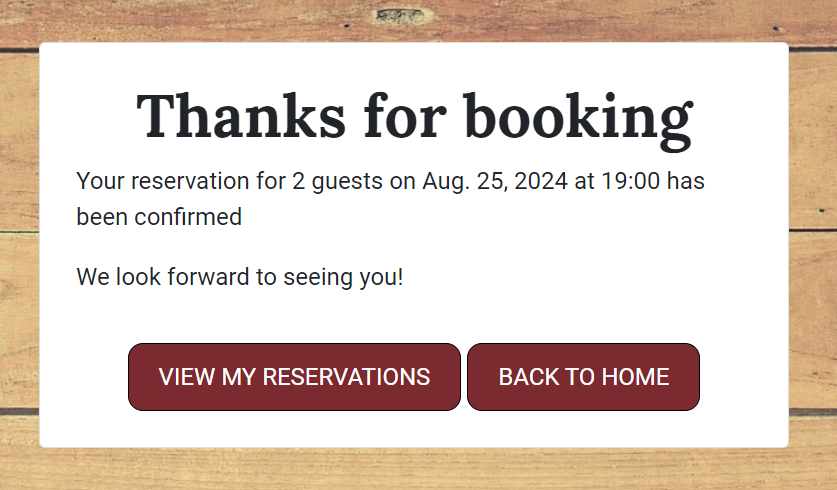 Thanks for booking
Your reservation for 2 guests on Aug. 25, 2024 at 19:00 has
been confirmed
We look forward to seeing you!
VIEW MY RESERVATIONS
BACK TO HOME